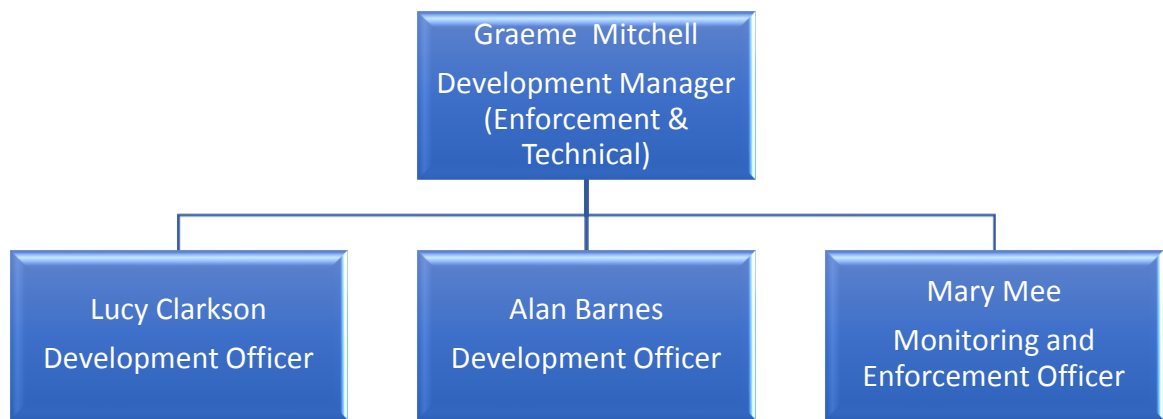 Graeme Mitchell
Development Manager
(Enforcement &
Technical)
Lucy Clarkson
Development Officer
Alan Barnes
Development Officer
Mary Mee
Monitoring and
Enforcement Officer